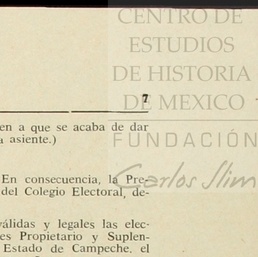 CENTRO DE
ESTUDIOS
DE HISTORIA
DE MEXICO
7
en a que se acaba de dar
a asiente.)
FUNDACIÓN
Carlos Slim
En consecuencia, la Pre-
del Colegio Electoral, de-
válidas y legales las elec-
es Propietario y Suplen-
Estado de Campeche, el